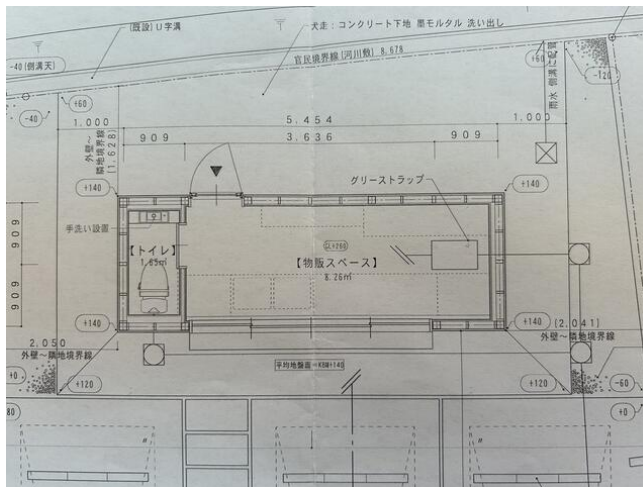 (既設)U字溝
犬走：コンクリート下地 墨モルタル 洗い出し
-40(側溝天)
官民境界線(河川敷) 8,678
+60
-120
+60
-40
雨水 側溝に配置
1,000
5,454
1,000
909
3,636
909
外壁〜
隣地境界線
[1,628]
グリーストラップ
+140
+140
手洗い設置
909
【トイレ】
1.65㎡
【物販スペース】
8.26㎡
909
+140
+140
[2,041]
2,050
外壁〜隣地境界線
外壁〜隣地境界線
平均地盤面=KBM+140
±0
+120
+120
-60
±0
80